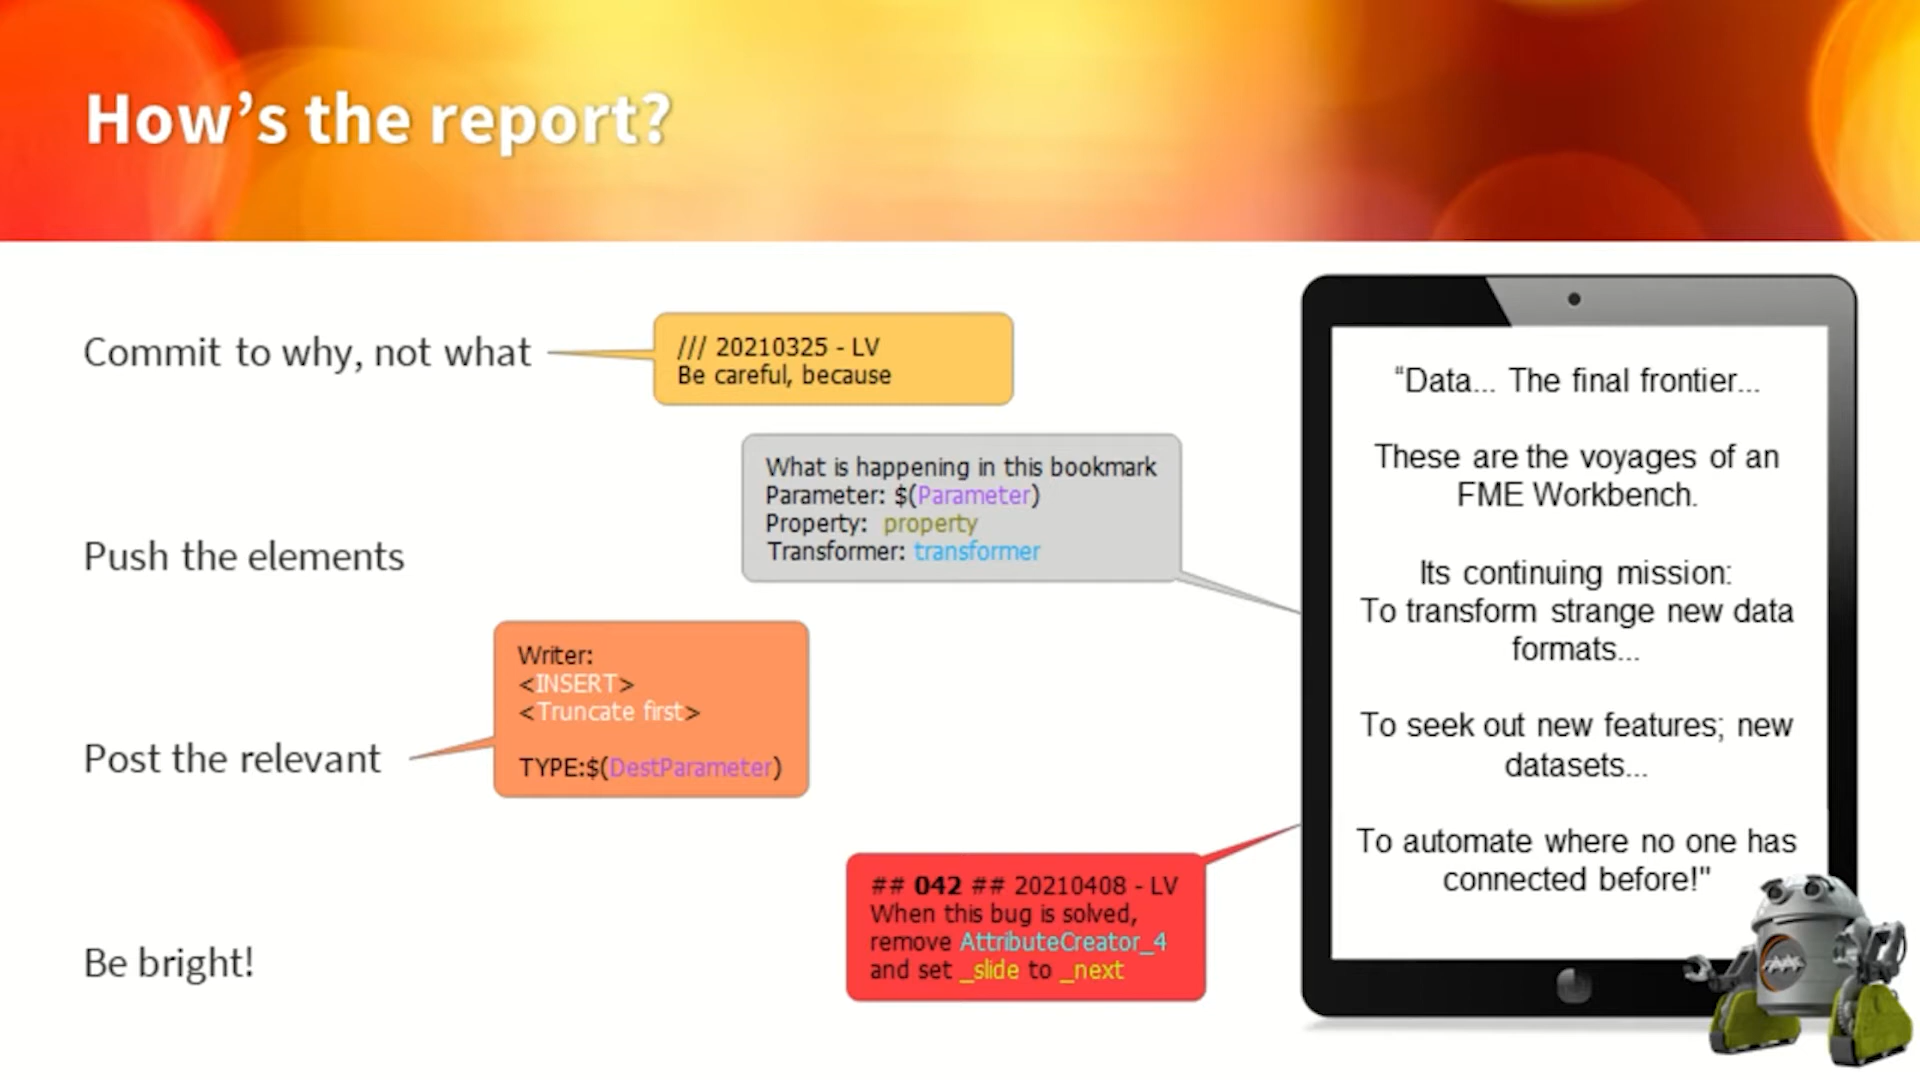 How’s the report?
Commit to why, not what
/// 20210325 - LV
Be careful, because
What is happening in this bookmark
Parameter: $(Parameter)
Property: property
Transformer: transformer
Push the elements
Writer:
<INSERT>
<Truncate first>
TYPE:$(DestParameter)
Post the relevant
## 042 ## 20210408 - LV
When this bug is solved,
remove AttributeCreator_4
and set _slide to _next
Be bright!
“Data... The final frontier...
These are the voyages of an
FME Workbench.
Its continuing mission:
To transform strange new data
formats...
To seek out new features; new
datasets...
To automate where no one has
connected before!"